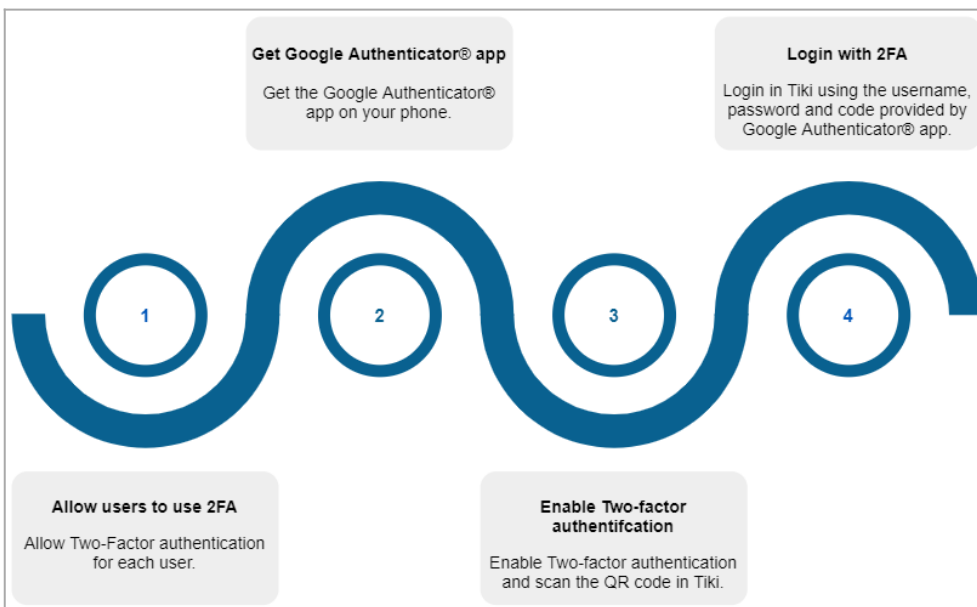 Get Google Authenticator® app
Get the Google Authenticator®
app on your phone.
Login with 2FA
Login in Tiki using the username,
password and code provided by
Google Authenticator® app.
1
2
3
4
Allow users to use 2FA
Allow Two-Factor authentication
for each user.
Enable Two-factor
authentifcation
Enable Two-factor authentication
and scan the QR code in Tiki.